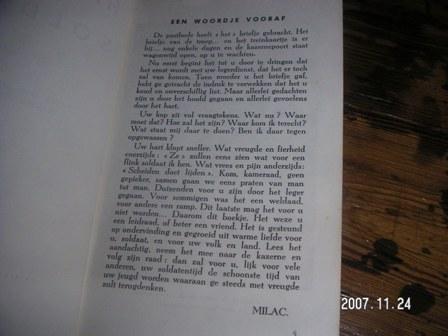 EEN WOORDJE VOORAF
De postbode heeft « het » briefje gebracht. Het
briefje van de troep... en het treinkaartje is er
bij... nog enkele dagen en de kazernepoort staat
wagenwijd open, op u te wachten.
Nu eerst begint het tot u door te dringen dat
het ernst wordt met uw legerdienst, dat het er toch
zal van komen. Toen moeder u het briefje gaf,
hebt ge getracht de indruk te verwekken dat het u
koud en onverschillig liet. Maar allerlei gedachten
zijn u door het hoofd gegaan en allerlei gevoelens
door het hart.
Uw kop zit vol vraagtekens. Wat nu ? Waar
moet dat? Hoe zal het zijn? Waar kom ik terecht?
Wat staat mij daar te doen? Ben ik daar tegen
opgewassen ?
Uw hart klopt sneller. Wat vreugde en fierheid
enerzijds: « Ze » zullen eens zien wat voor een
flink soldaat ik ben. Wat vrees en pijn anderzijds:
« Scheiden doet lijden ». Kom, kameraad, geen
gepieker, samen gaan we eens praten van man
tot man. Duizenden voor u zijn door het leger
gegaan. Voor sommigen was het een weldaad,
voor anderen een ramp. Dit laatste mag het voor u
niet worden... Daarom dit boekje. Het weze u
een leidraad, of beter een vriend. Het is gesteund
op ondervinding en gegroeid uit warme liefde voor
u, soldaat, en voor uw volk en land. Lees het
aandachtig, neem het mee naar de kazerne en
volg zijn raad : dan zal voor u, lijk voor vele
anderen, uw soldatentijd de schoonste tijd van
uw jeugd worden waaraan ge steeds met vreugde
zult terugdenken.
MILAC.
2007.11.24